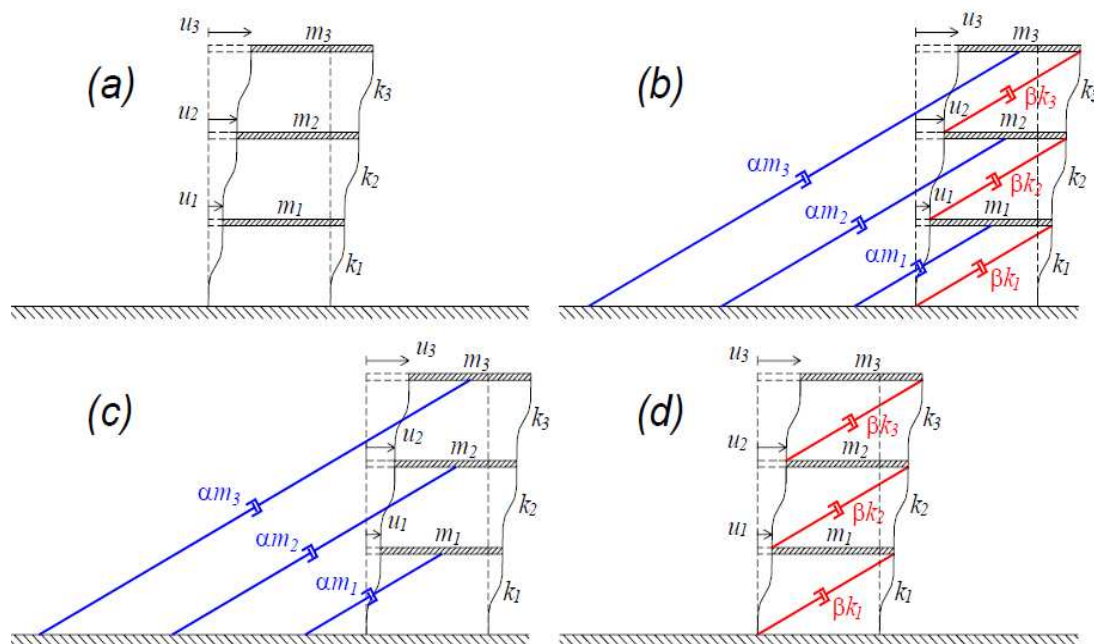 (a)
u₃
m₃
k₃
u₂
m₂
k₂
u₁
m₁
k₁
(b)
u₃
m₃
k₃
βk₃
αm₃
u₂
m₂
k₂
βk₂
αm₂
u₁
m₁
k₁
αm₁
βk₁
(c)
u₃
m₃
k₃
αm₃
u₂
m₂
k₂
αm₂
u₁
m₁
αm₁
k₁
(d)
u₃
m₃
k₃
βk₃
u₂
m₂
k₂
βk₂
u₁
m₁
k₁
βk₁